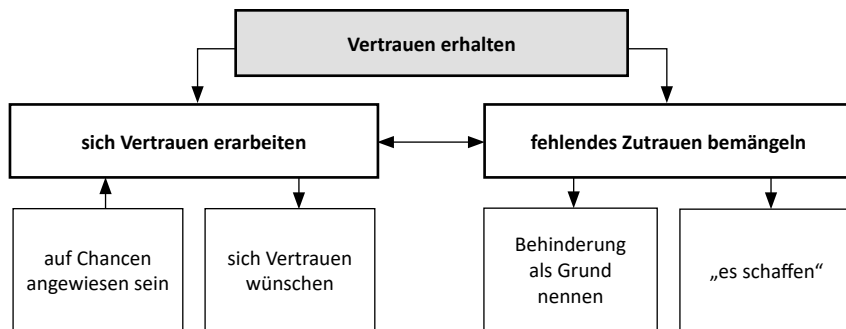 Vertrauen erhalten
sich Vertrauen erarbeiten
fehlendes Zutrauen bemängeln
auf Chancen
angewiesen sein
sich Vertrauen
wünschen
Behinderung
als Grund
nennen
„es schaffen“